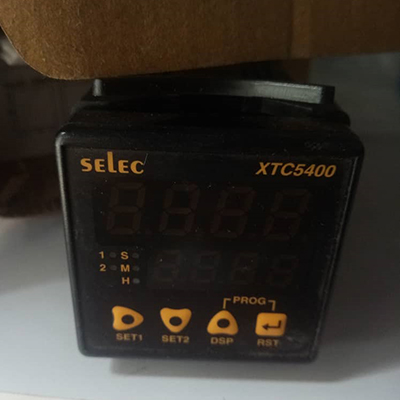 selec XTC5400
1 S
2 M
H
PROG
SET1 SET2 DSP RST